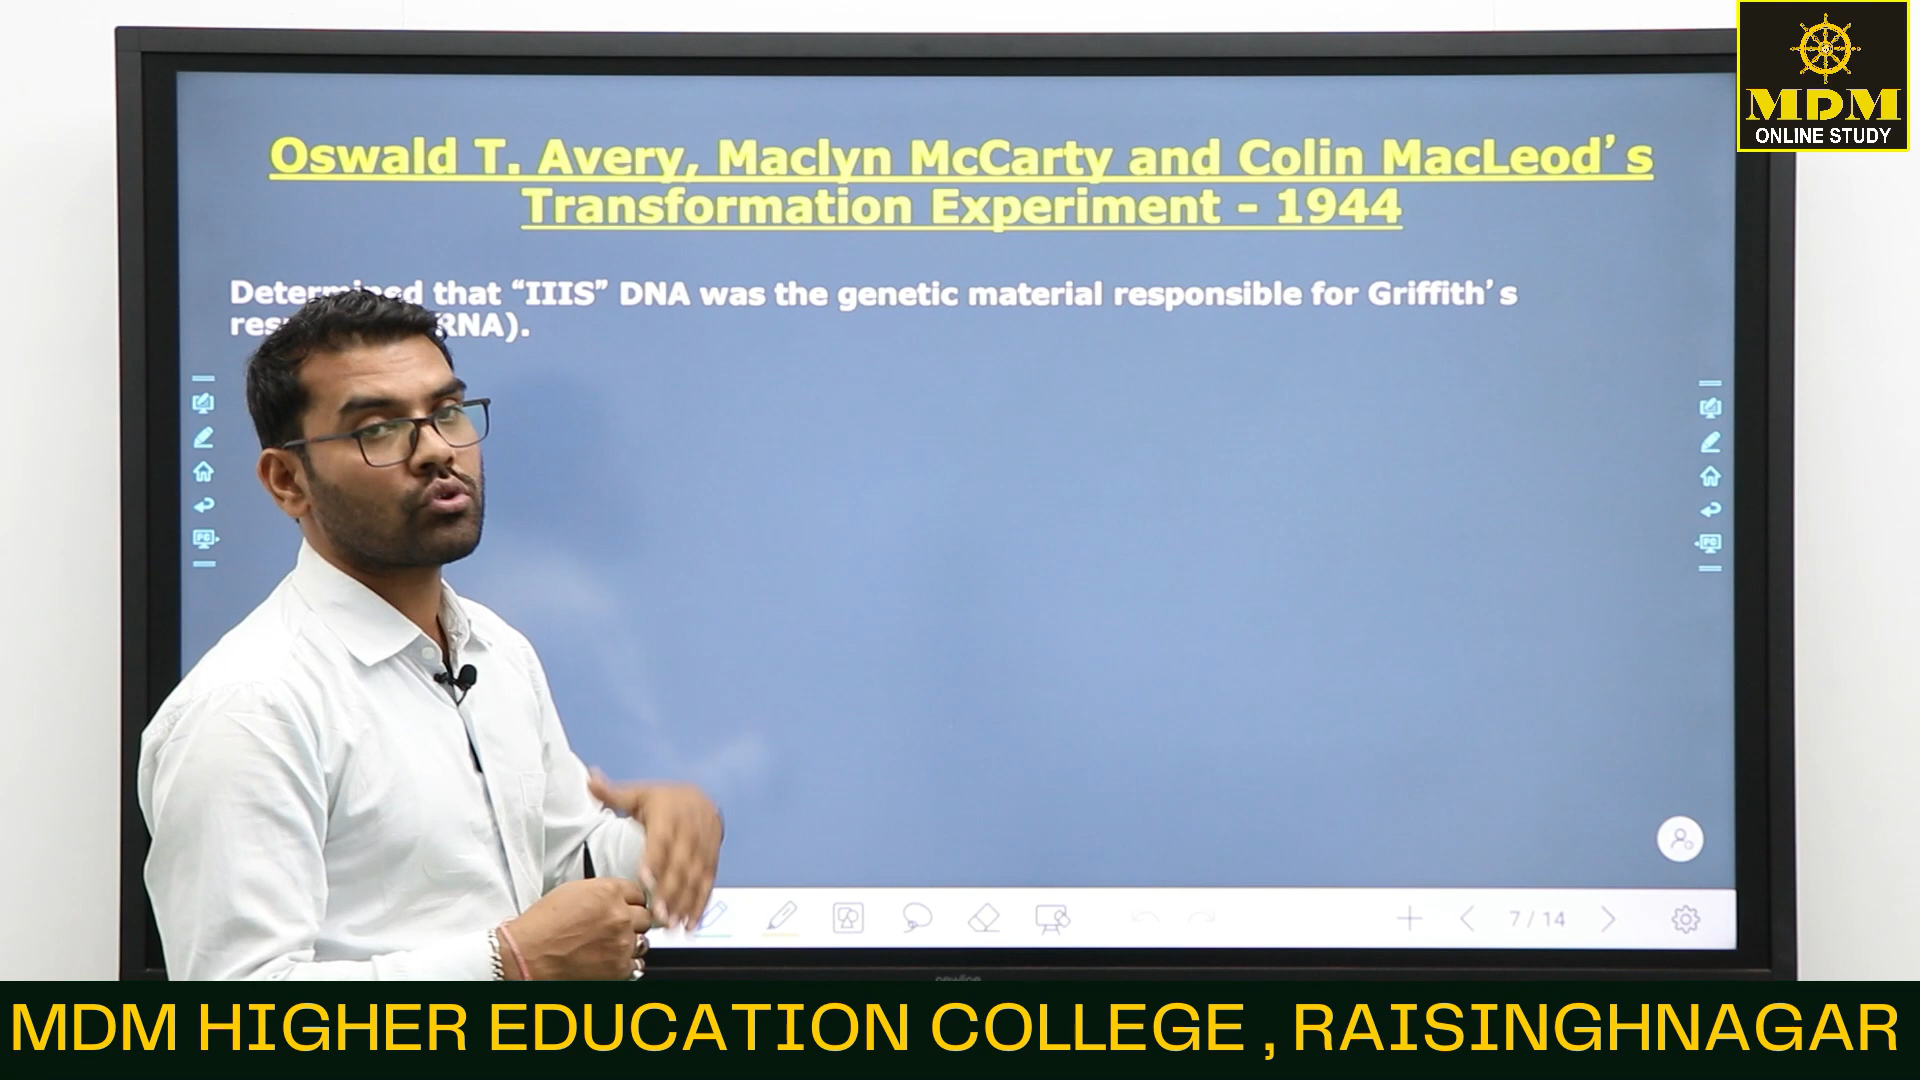 MDM
ONLINE STUDY
Oswald T. Avery, Maclyn McCarty and Colin MacLeod's
Transformation Experiment - 1944
that “IIIS” DNA was the genetic material responsible for Griffith's
RNA).
7 / 14
newline
MDM HIGHER EDUCATION COLLEGE , RAISINGHNAGAR